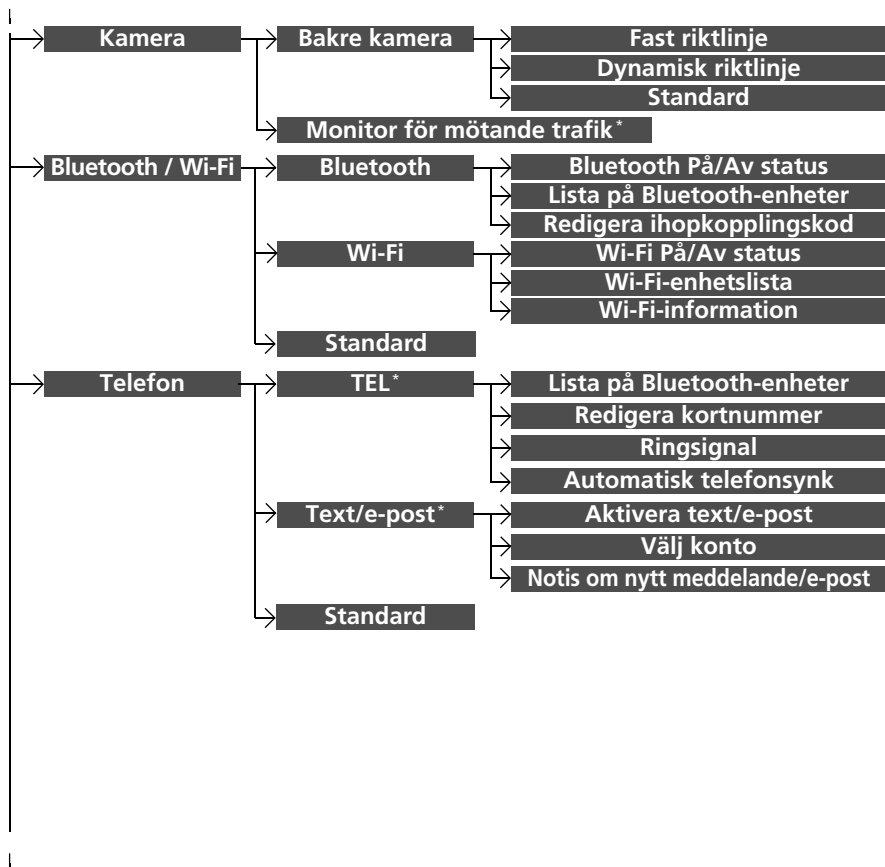 Kamera
Bakre kamera
Fast riktlinje
Dynamisk riktlinje
Standard
Monitor för mötande trafik*
Bluetooth / Wi-Fi
Bluetooth
Bluetooth På/Av status
Lista på Bluetooth-enheter
Redigera ihopkopplingskod
Wi-Fi
Wi-Fi På/Av status
Wi-Fi-enhetslista
Wi-Fi-information
Standard
Telefon
TEL*
Lista på Bluetooth-enheter
Redigera kortnummer
Ringsignal
Automatisk telefonsynk
Text/e-post*
Aktivera text/e-post
Välj konto
Notis om nytt meddelande/e-post
Standard